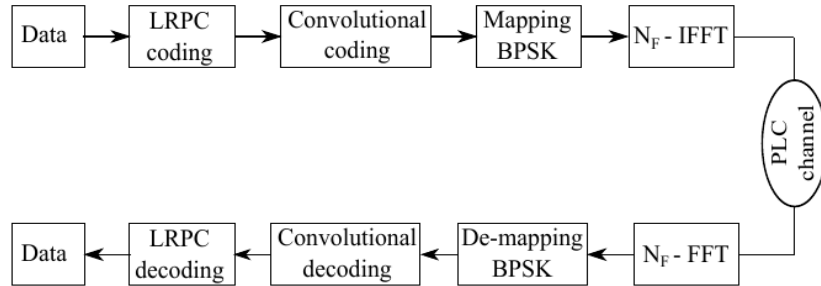 Data
LRPC
coding
Convolutional
coding
Mapping
BPSK
N_F - IFFT
PLC
channel
Data
LRPC
decoding
Convolutional
decoding
De-mapping
BPSK
N_F - FFT